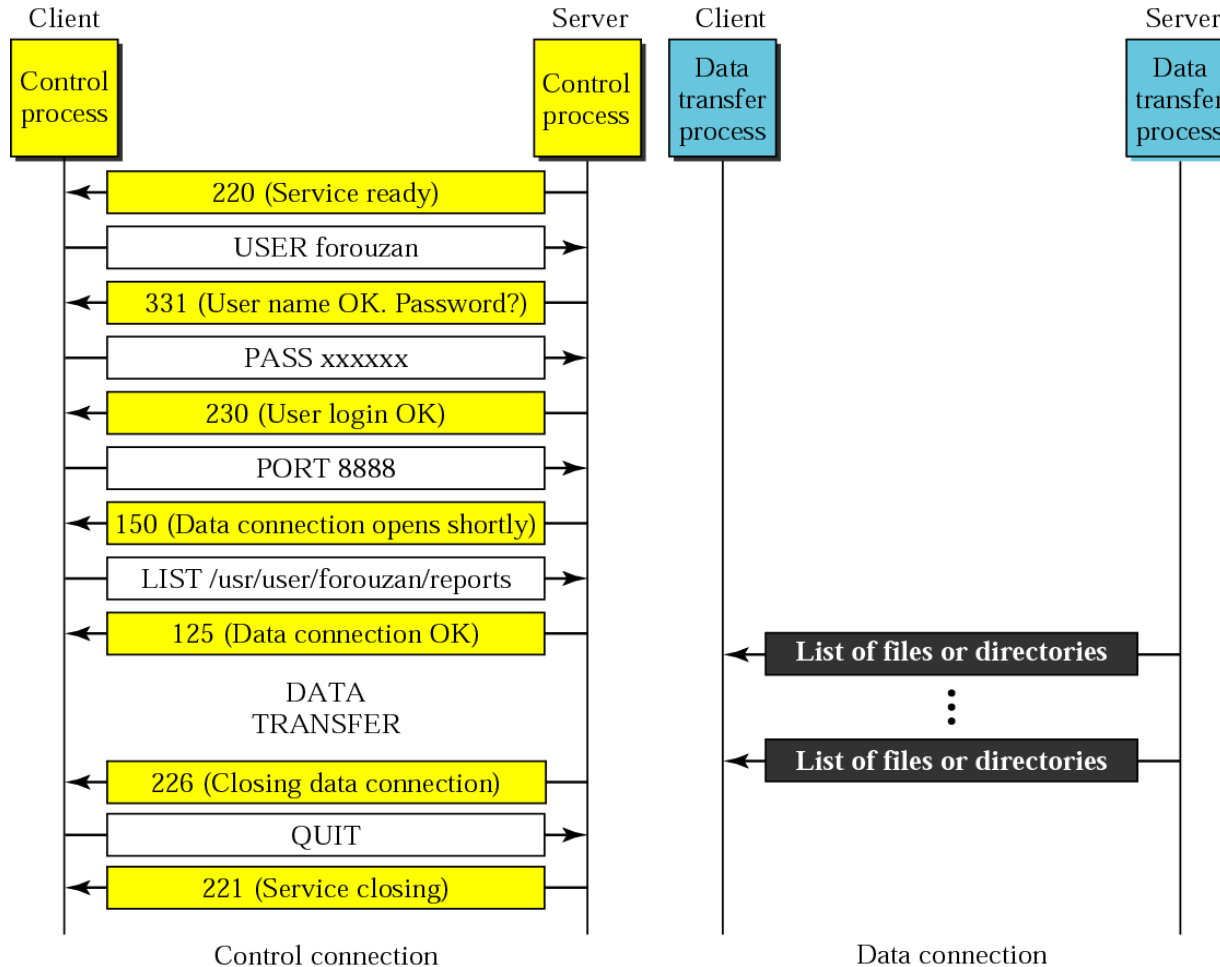 Client
Server
Client
Server
Control
process
Control
process
Data
transfer
process
Data
transfer
process
220 (Service ready)
USER forouzan
331 (User name OK. Password?)
PASS xxxxxx
230 (User login OK)
PORT 8888
150 (Data connection opens shortly)
LIST /usr/user/forouzan/reports
125 (Data connection OK)
DATA
TRANSFER
226 (Closing data connection)
QUIT
221 (Service closing)
Control connection
List of files or directories
List of files or directories
Data connection